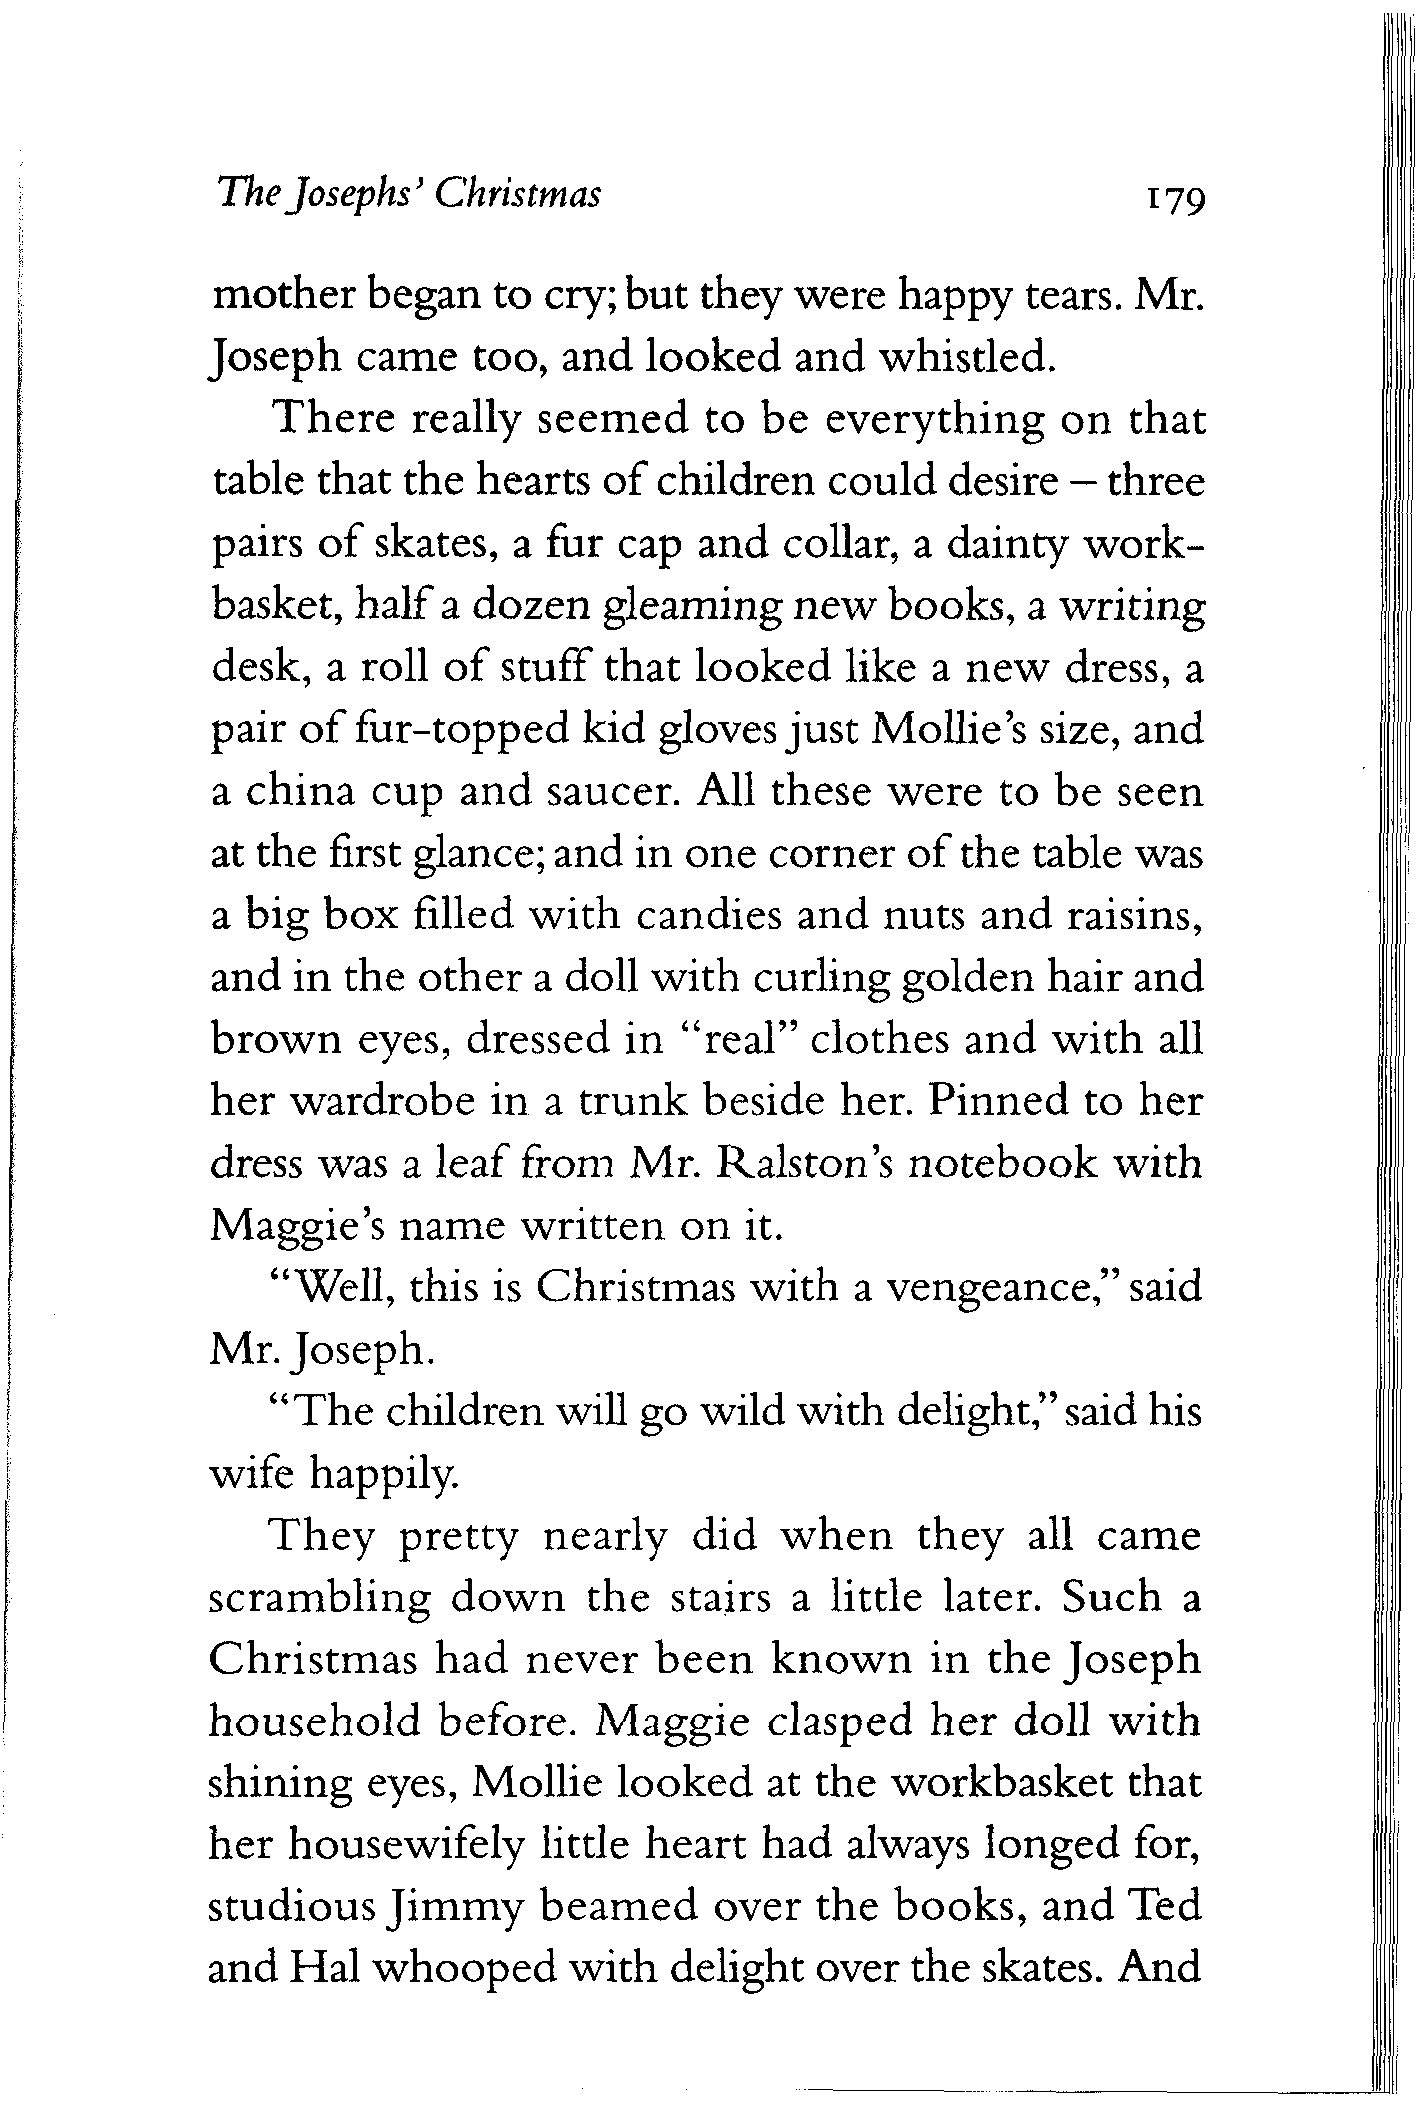 The Josephs' Christmas 179
mother began to cry; but they were happy tears. Mr.
Joseph came too, and looked and whistled.
There really seemed to be everything on that
table that the hearts of children could desire – three
pairs of skates, a fur cap and collar, a dainty work-
basket, half a dozen gleaming new books, a writing
desk, a roll of stuff that looked like a new dress, a
pair of fur-topped kid gloves just Mollie's size, and
a china cup and saucer. All these were to be seen
at the first glance; and in one corner of the table was
a big box filled with candies and nuts and raisins,
and in the other a doll with curling golden hair and
brown eyes, dressed in “real” clothes and with all
her wardrobe in a trunk beside her. Pinned to her
dress was a leaf from Mr. Ralston's notebook with
Maggie's name written on it.
“Well, this is Christmas with a vengeance,” said
Mr. Joseph.
“The children will go wild with delight,” said his
wife happily.
They pretty nearly did when they all came
scrambling down the stairs a little later. Such a
Christmas had never been known in the Joseph
household before. Maggie clasped her doll with
shining eyes, Mollie looked at the workbasket that
her housewifely little heart had always longed for,
studious Jimmy beamed over the books, and Ted
and Hal whooped with delight over the skates. And